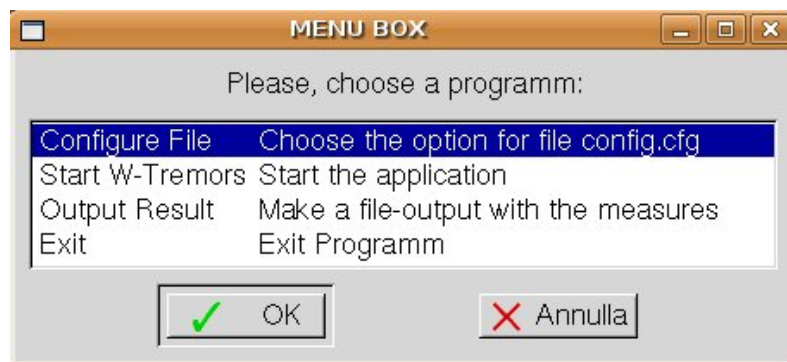 MENU BOX
Please, choose a programm:
Configure File Choose the option for file config.cfg
Start W-Tremors Start the application
Output Result Make a file-output with the measures
Exit Exit Programm
OK Annulla